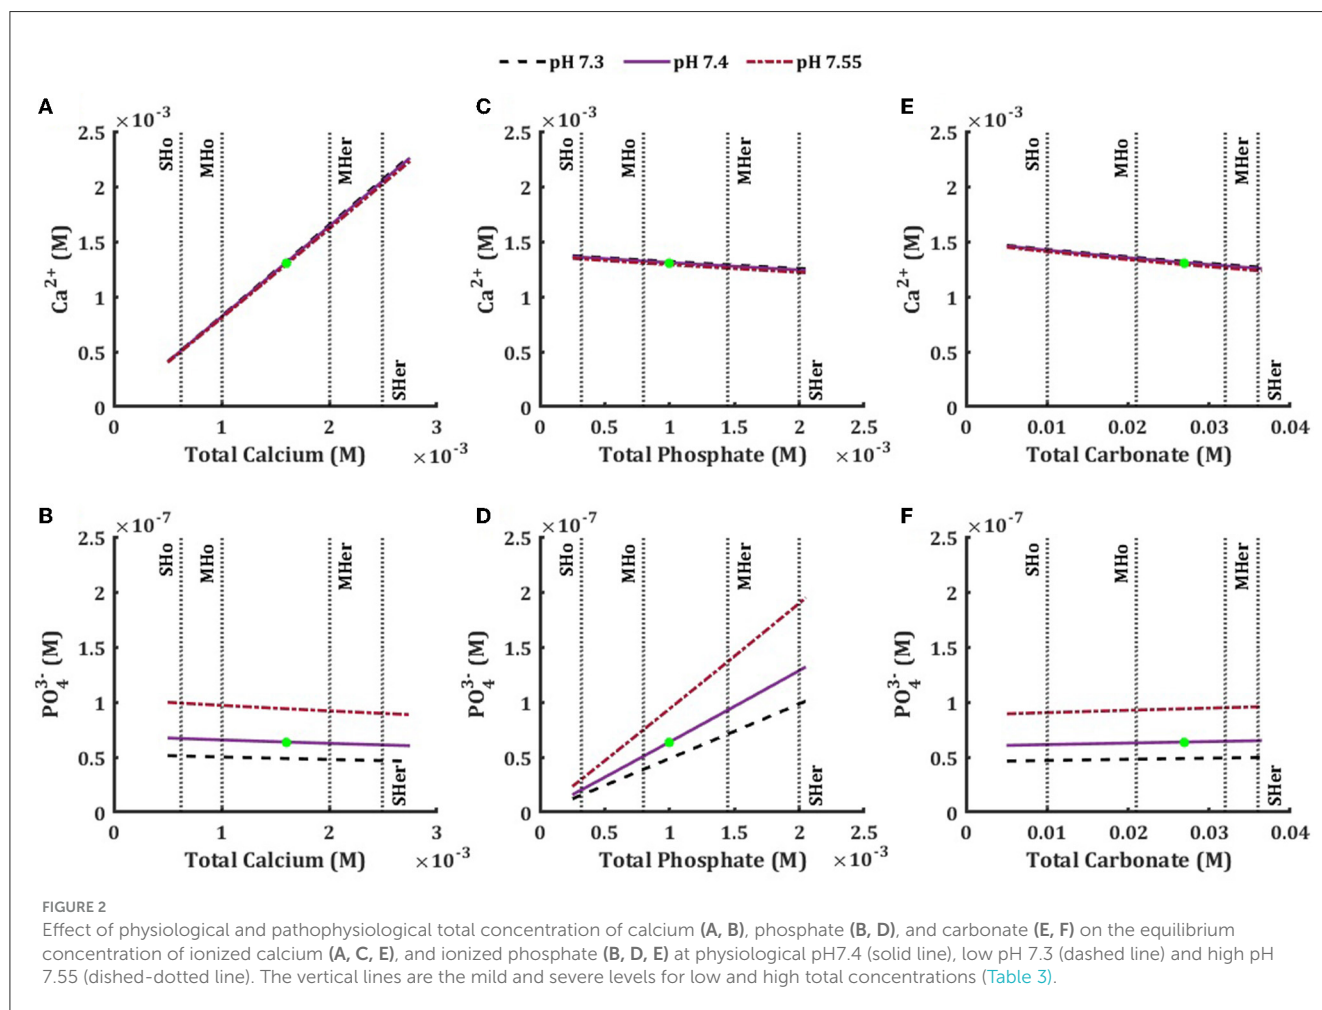 pH 7.3 pH 7.4 pH 7.55
A
×10⁻³
2.5
2
1.5
1
0.5
0
Ca²⁺ (M)
SHo
MHo
MHer
SHer
0 1 2 3
Total Calcium (M) ×10⁻³
C
×10⁻³
2.5
2
1.5
1
0.5
0
Ca²⁺ (M)
SHo
MHo
MHer
SHer
0 0.5 1 1.5 2 2.5
Total Phosphate (M) ×10⁻³
E
×10⁻³
2.5
2
1.5
1
0.5
0
Ca²⁺ (M)
SHo
MHo
MHer
SHer
0 0.01 0.02 0.03 0.04
Total Carbonate (M)
B
×10⁻⁷
2.5
2
1.5
1
0.5
0
PO₄³⁻ (M)
SHo
MHo
MHer
SHer
0 1 2 3
Total Calcium (M) ×10⁻³
D
×10⁻⁷
2.5
2
1.5
1
0.5
0
PO₄³⁻ (M)
SHo
MHo
MHer
SHer
0 0.5 1 1.5 2 2.5
Total Phosphate (M) ×10⁻³
F
×10⁻⁷
2.5
2
1.5
1
0.5
0
PO₄³⁻ (M)
SHo
MHo
MHer
SHer
0 0.01 0.02 0.03 0.04
Total Carbonate (M)
FIGURE 2
Effect of physiological and pathophysiological total concentration of calcium (A, B), phosphate (B, D), and carbonate (E, F) on the equilibrium
concentration of ionized calcium (A, C, E), and ionized phosphate (B, D, E) at physiological pH7.4 (solid line), low pH 7.3 (dashed line) and high pH
7.55 (dished-dotted line). The vertical lines are the mild and severe levels for low and high total concentrations (Table 3).